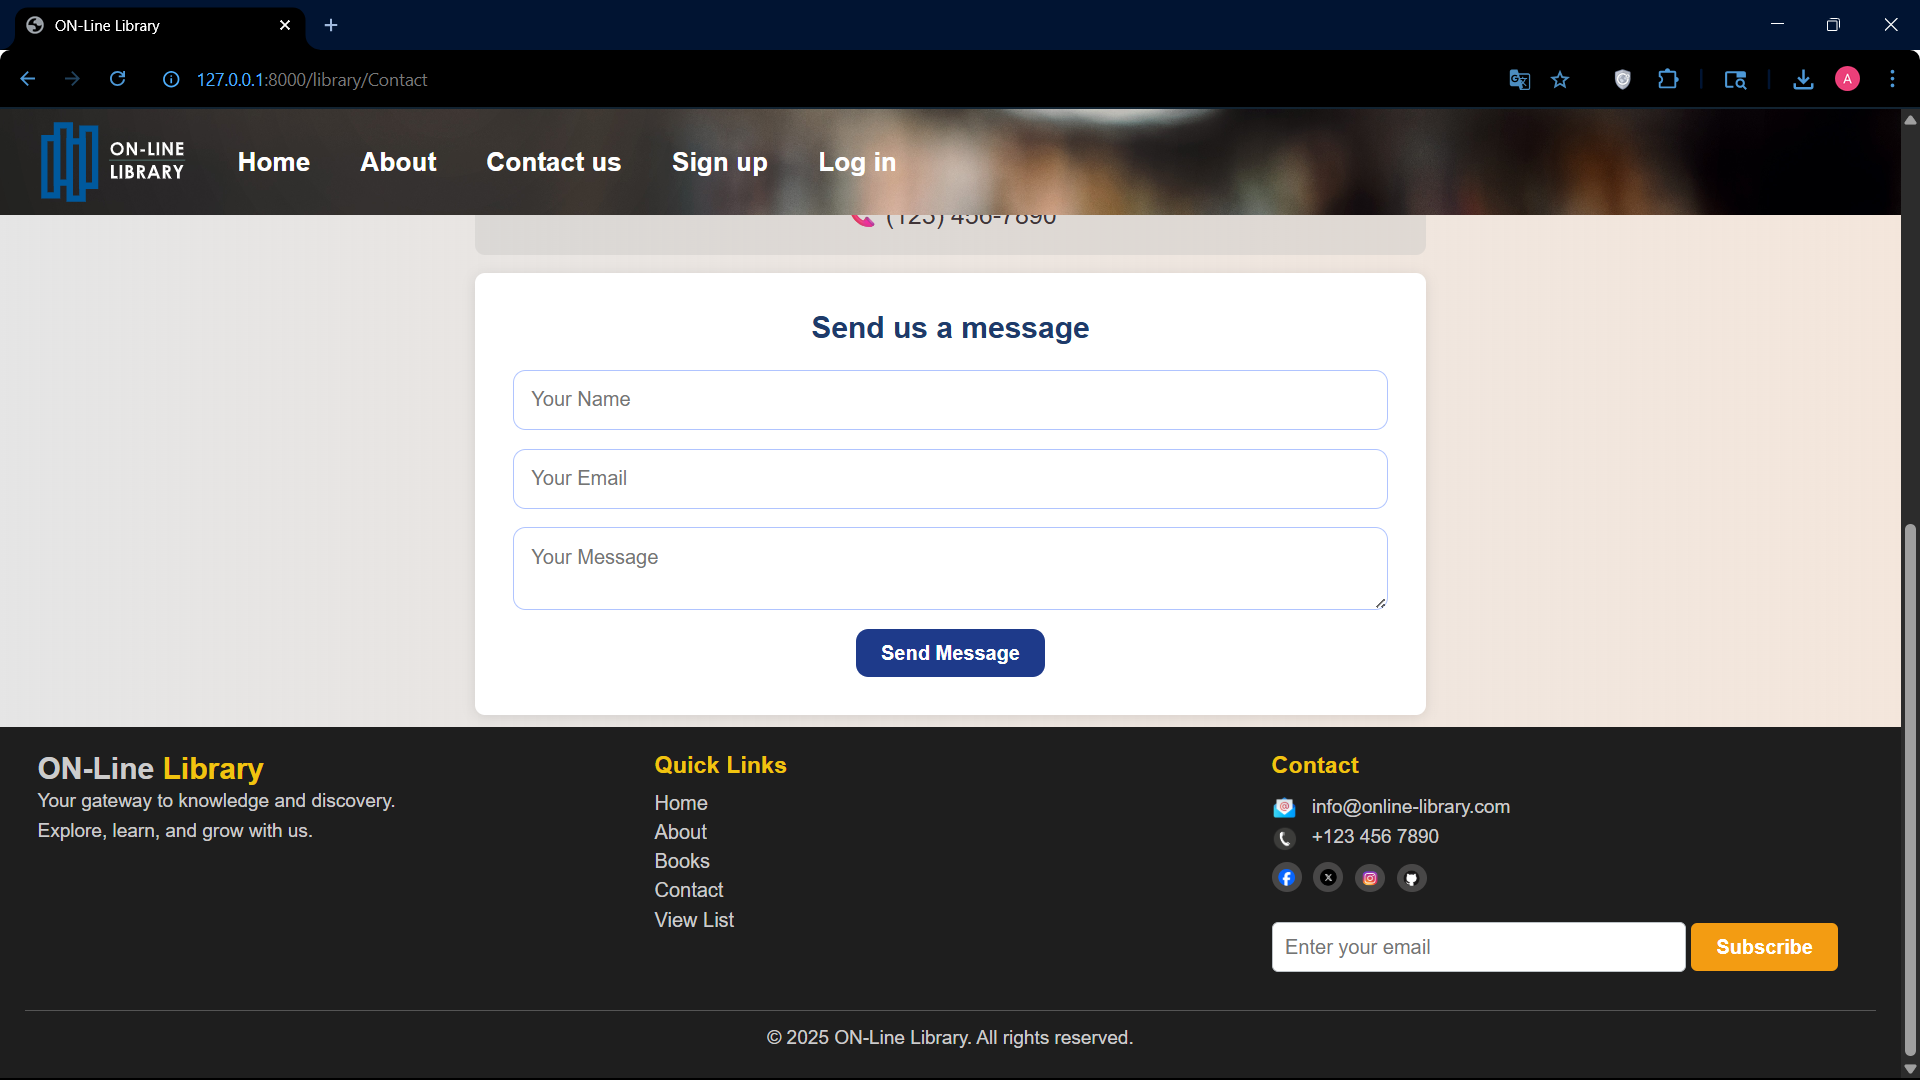 ON-Line Library
127.0.0.1:8000/library/Contact
A
ON-LINE
LIBRARY
Home About Contact us Sign up Log in
(123) 456-7890
Send us a message
Your Name
Your Email
Your Message
Send Message
ON-Line Library
Your gateway to knowledge and discovery.
Explore, learn, and grow with us.
Quick Links
Home
About
Books
Contact
View List
Contact
info@online-library.com
+123 456 7890
Enter your email
Subscribe
© 2025 ON-Line Library. All rights reserved.